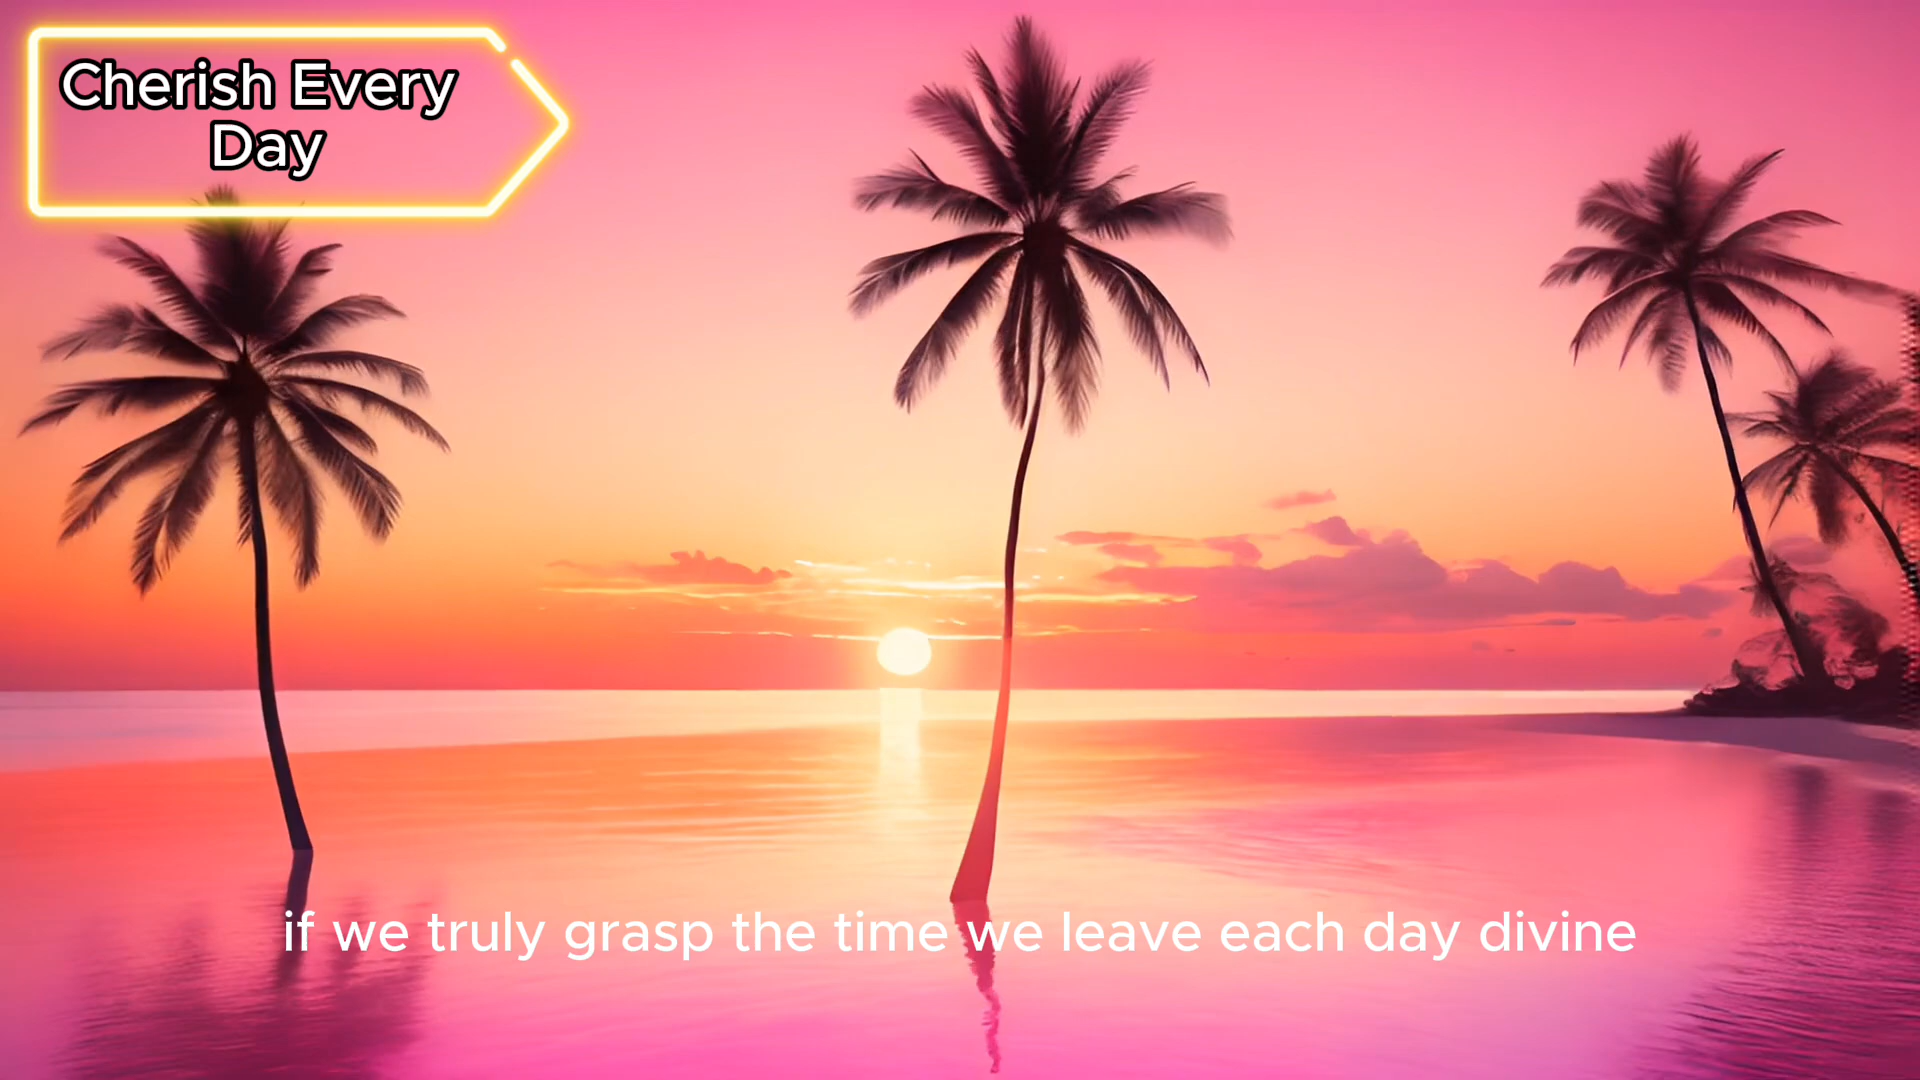 Cherish Every
Day
if we truly grasp the time we leave each day divine